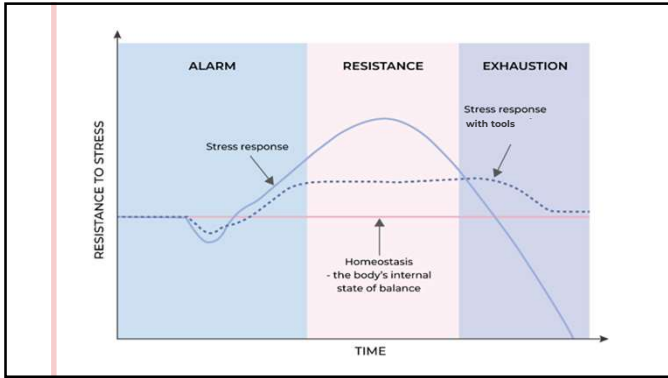 ALARM
RESISTANCE
EXHAUSTION
Stress response
with tools
Stress response
RESISTANCE TO STRESS
Homeostasis
- the body's internal
state of balance
TIME